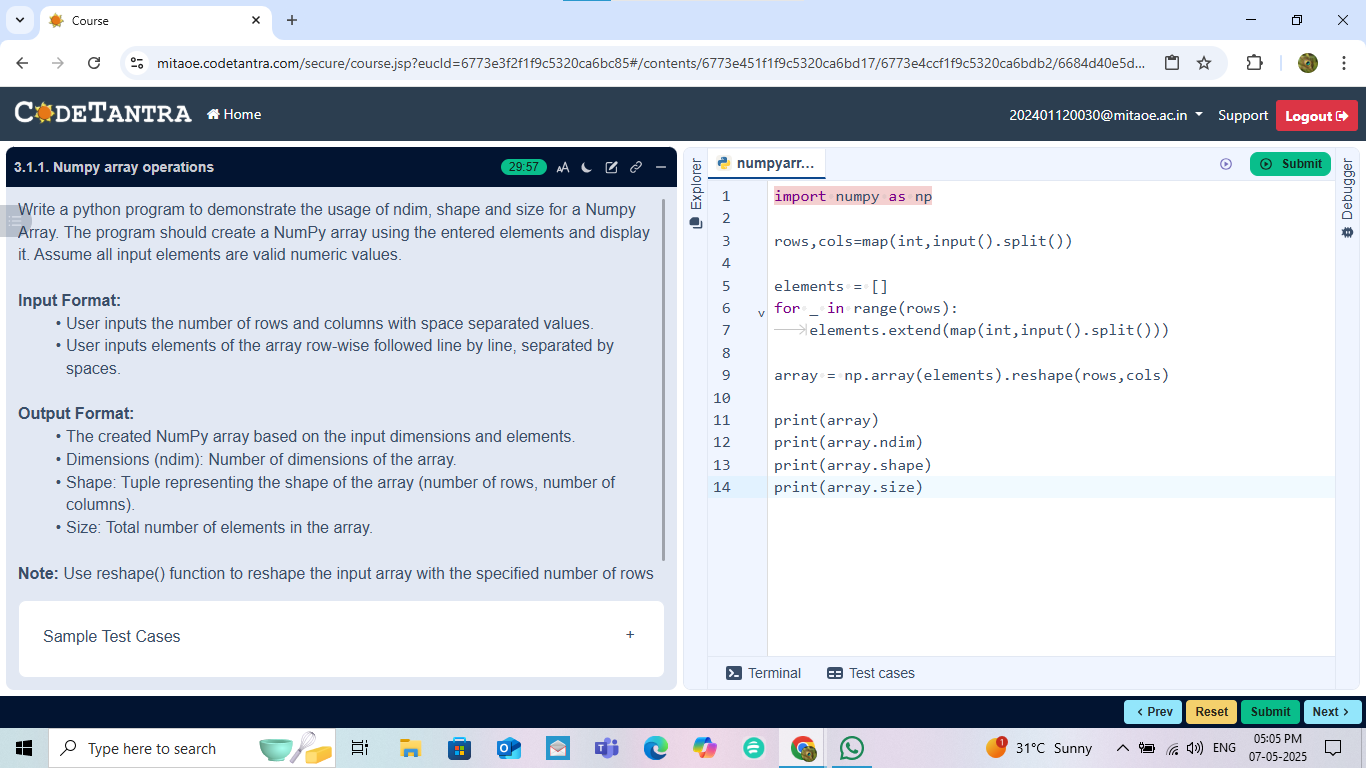 Course
mitaoe.codetantra.com/secure/course.jsp?eucId=6773e3f2f1f9c5320ca6bc85#/contents/6773e451f1f9c5320ca6bd17/6773e4ccf1f9c5320ca6bdb2/6684d40e5d...
CODETANTRA
Home
202401120030@mitaoe.ac.in
Support
Logout
3.1.1. Numpy array operations
29:57
AA
Write a python program to demonstrate the usage of ndim, shape and size for a Numpy
Array. The program should create a NumPy array using the entered elements and display
it. Assume all input elements are valid numeric values.
Input Format:
• User inputs the number of rows and columns with space separated values.
• User inputs elements of the array row-wise followed line by line, separated by
spaces.
Output Format:
• The created NumPy array based on the input dimensions and elements.
• Dimensions (ndim): Number of dimensions of the array.
• Shape: Tuple representing the shape of the array (number of rows, number of
columns).
• Size: Total number of elements in the array.
Note: Use reshape() function to reshape the input array with the specified number of rows
Sample Test Cases
+
Explorer
numpyarr...
Submit
Debugger
1 import numpy as np
2
3 rows,cols=map(int,input().split())
4
5 elements = []
6 for _ in range(rows):
7 elements.extend(map(int,input().split()))
8
9 array = np.array(elements).reshape(rows,cols)
10
11 print(array)
12 print(array.ndim)
13 print(array.shape)
14 print(array.size)
Terminal
Test cases
< Prev
Reset
Submit
Next >
Type here to search
1
31°C Sunny
ENG
05:05 PM
07-05-2025